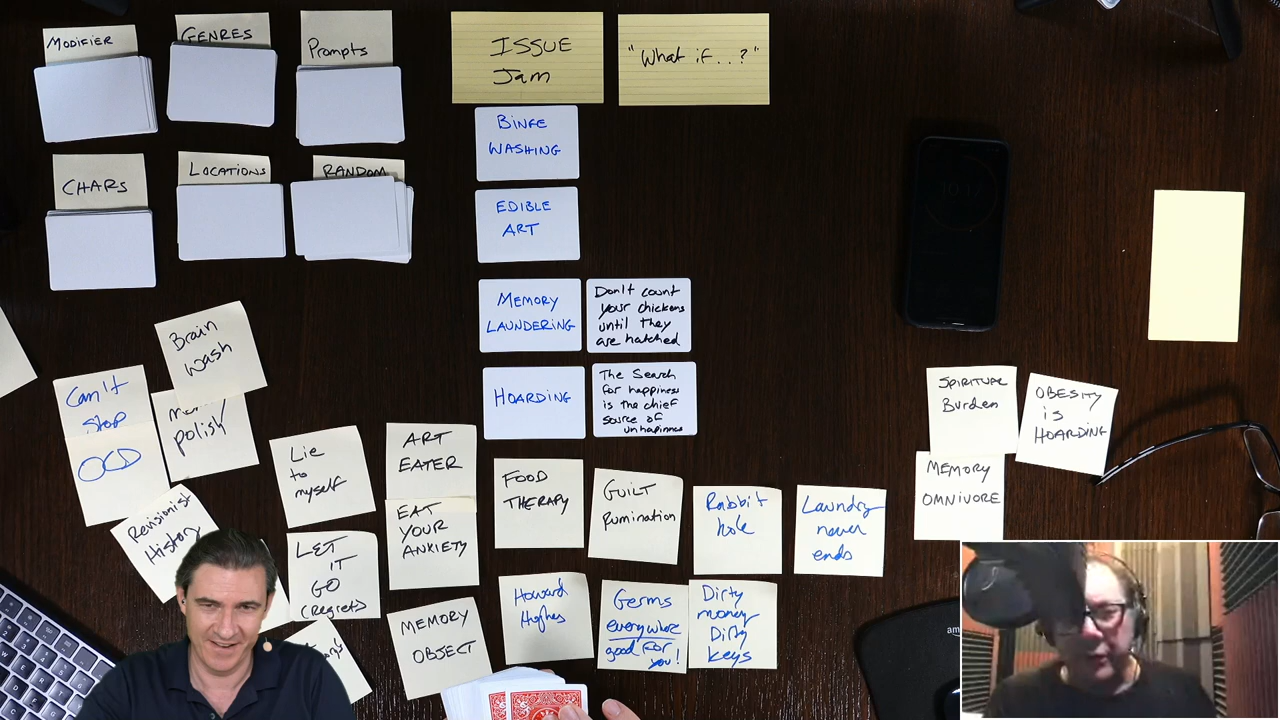 MODIFIER
GENRES
Prompts
ISSUE
Jam
"What if..?"
CHARS
LOCATIONS
RANDOM
BINGE
WASHING
EDIBLE
ART
MEMORY
LAUNDERING
Don't count
your chickens
until they
are hatched
HOARDING
The Search
for happiness
is the chief
source of
unhappiness
Brain
wash
Can't
stop
OCD
polish
Revisionist
History
Lie
to
myself
LET
IT
GO
(regrets)
ART
EATER
EAT
YOUR
ANXIETY
MEMORY
OBJECT
FOOD
THERAPY
GUILT
Rumination
Rabbit
hole
Laundry
never
ends
Howard
Hughes
Germs
everywhere
good for
you!
Dirty
money
Dirty
keys
SPIRITUAL
Burden
OBESITY
is
HOARDING
MEMORY
OMNIVORE